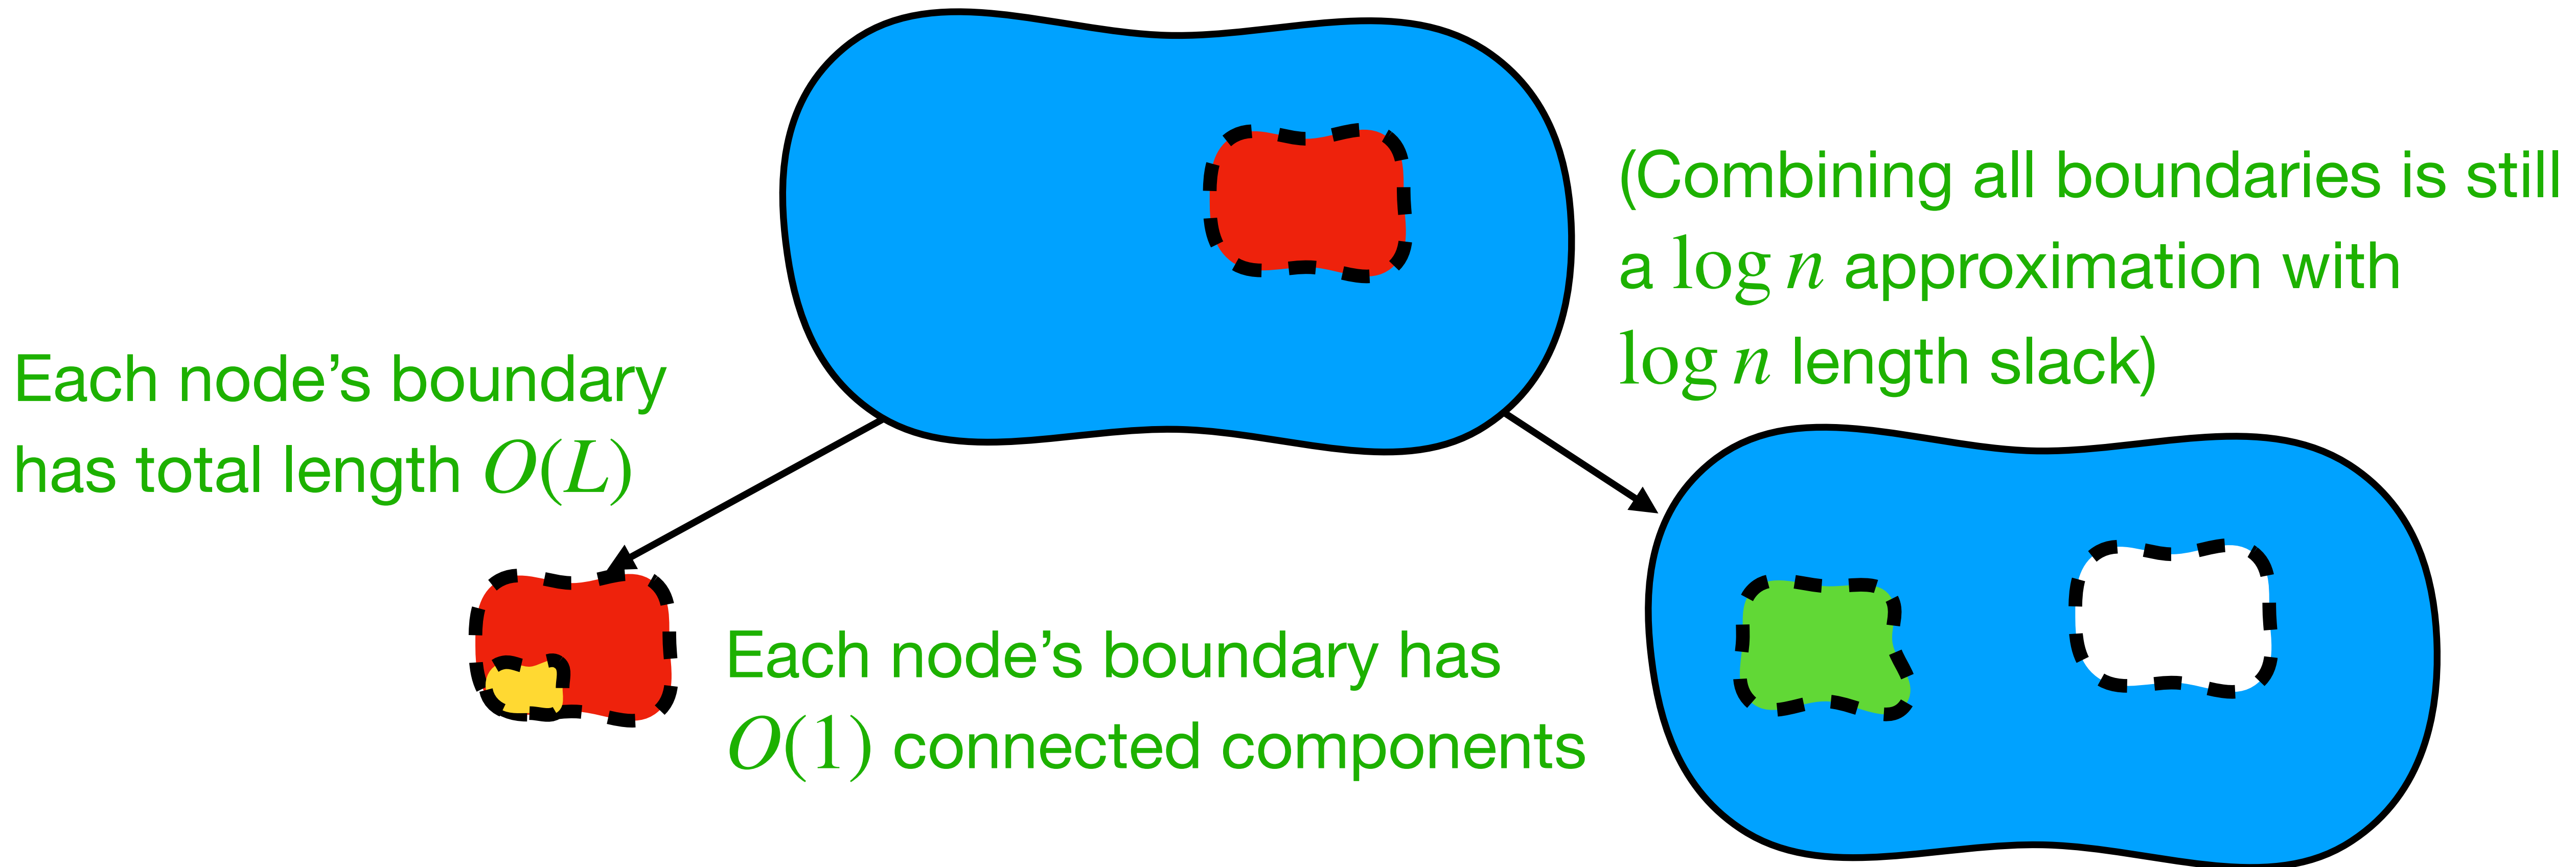 (Combining all boundaries is still
a log n approximation with
log n length slack)
Each node’s boundary
has total length O(L)
Each node’s boundary has
O(1) connected components